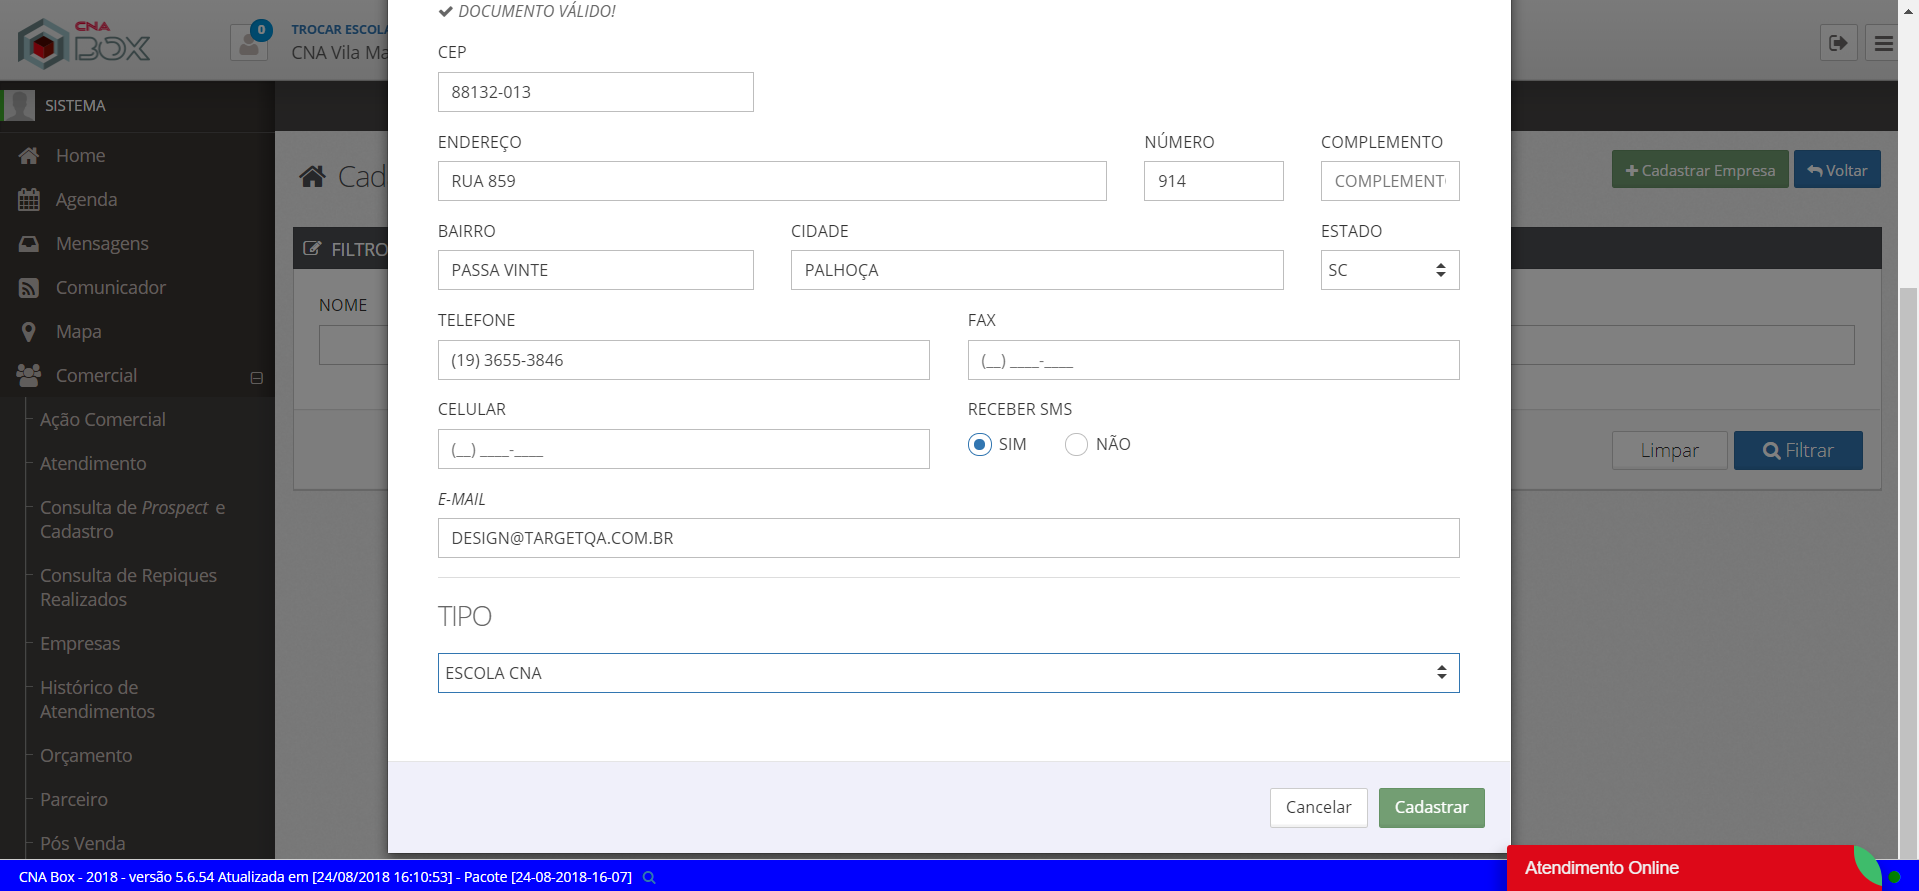 CNA
BOX
0
TROCAR ESCOLA
CNA Vila Ma
SISTEMA
Home
Agenda
Mensagens
Comunicador
Mapa
Comercial
Ação Comercial
Atendimento
Consulta de Prospect e
Cadastro
Consulta de Repiques
Realizados
Empresas
Histórico de
Atendimentos
Orçamento
Parceiro
Pós Venda
Cad
Cadastrar Empresa
Voltar
FILTRO
NOME
Limpar
Filtrar
DOCUMENTO VÁLIDO!
CEP
88132-013
ENDEREÇO
NÚMERO
COMPLEMENTO
RUA 859
914
COMPLEMENT
BAIRRO
CIDADE
ESTADO
PASSA VINTE
PALHOÇA
SC
TELEFONE
FAX
(19) 3655-3846
(__) ____-____
CELULAR
RECEBER SMS
(__) ____-____
SIM
NÃO
E-MAIL
DESIGN@TARGETQA.COM.BR
TIPO
ESCOLA CNA
Cancelar
Cadastrar
CNA Box - 2018 - versão 5.6.54 Atualizada em [24/08/2018 16:10:53] - Pacote [24-08-2018-16-07]
Atendimento Online